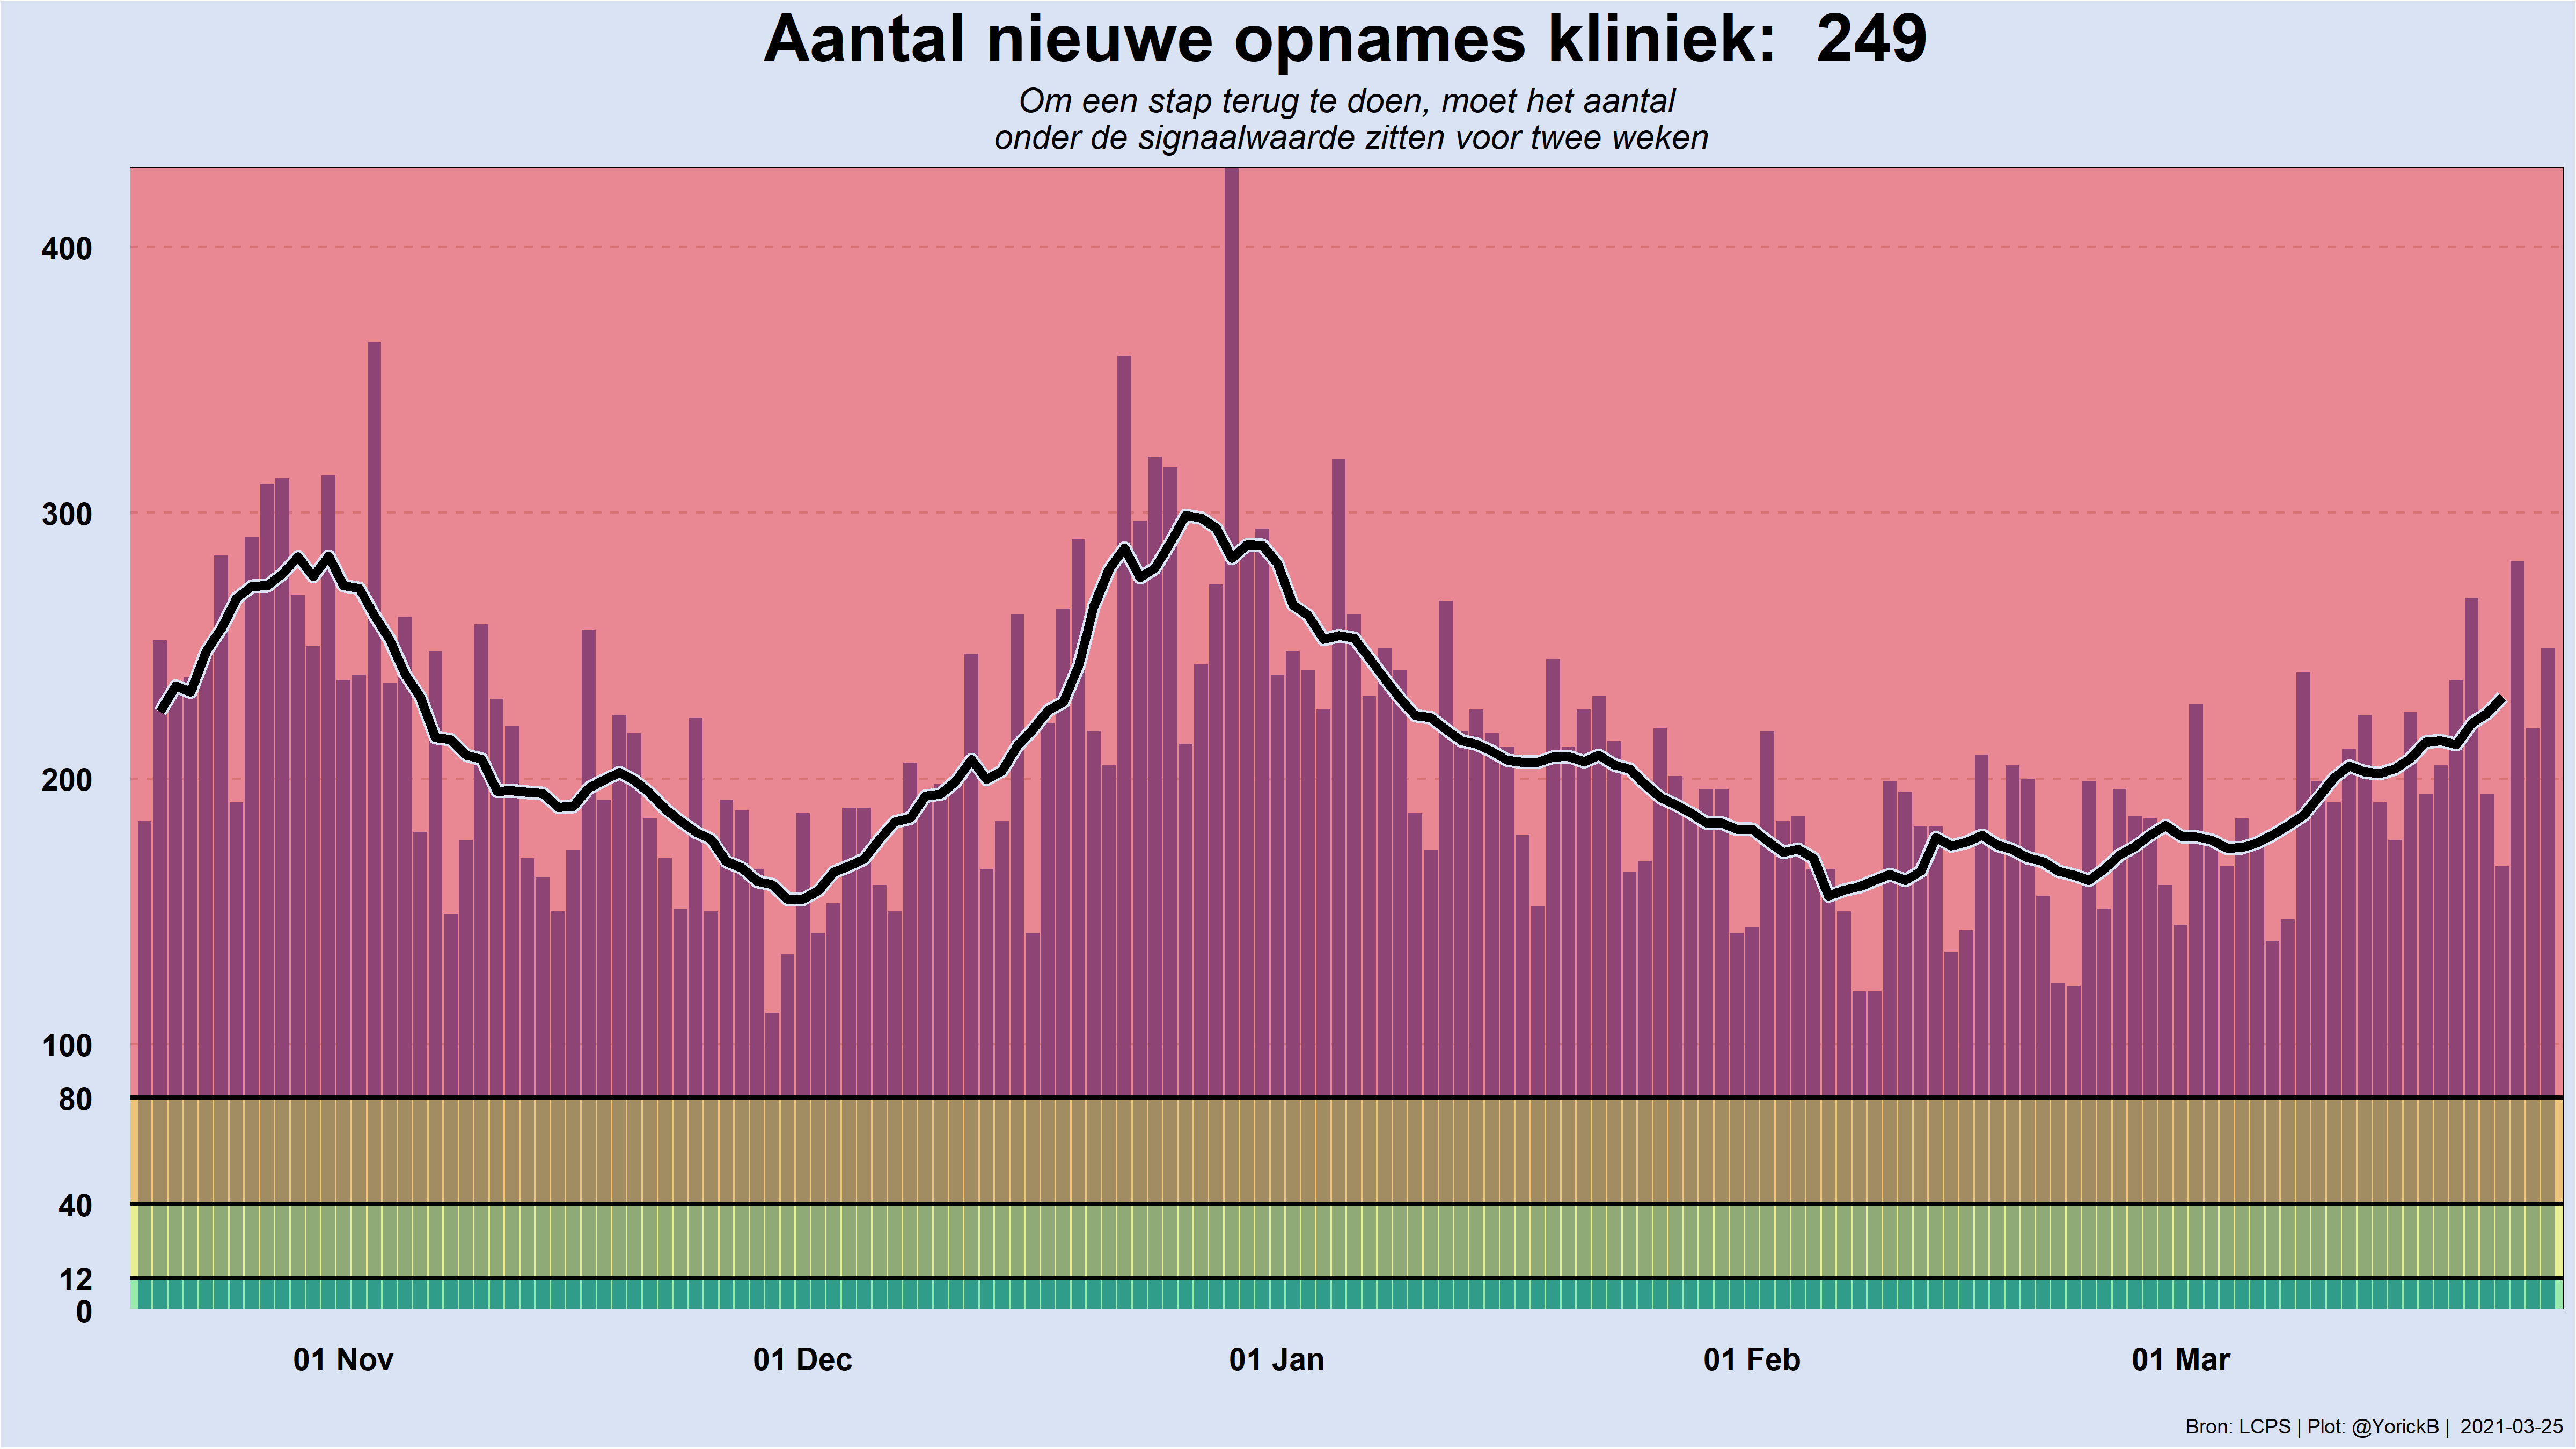 Aantal nieuwe opnames kliniek:  249
Om een stap terug te doen, moet het aantal
onder de signaalwaarde zitten voor twee weken
400
300
200
100
80
40
12
0
01 Nov 01 Dec 01 Jan 01 Feb 01 Mar
Bron: LCPS | Plot: @YorickB |  2021-03-25